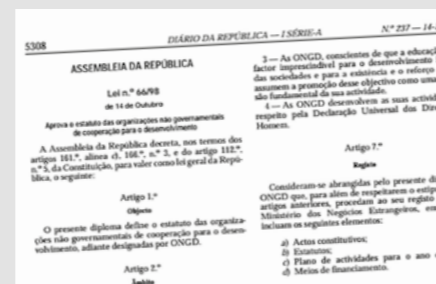 5308
DIÁRIO DA REPÚBLICA — I SÉRIE-A
N.º 237 — 14-
ASSEMBLEIA DA REPÚBLICA
Lei n.º 66/98
de 14 de Outubro
Aprova o estatuto das organizações não governamentais
de cooperação para o desenvolvimento
A Assembleia da República decreta, nos termos dos
artigos 161.º, alínea c), 166.º, n.º 3, e do artigo 112.º,
n.º 5, da Constituição, para valer como lei geral da Repú-
blica, o seguinte:
Artigo 1.º
Objecto
O presente diploma define o estatuto das organiza-
ções não governamentais de cooperação para o desen-
volvimento, adiante designadas por ONGD.
Artigo 2.º
Âmbito
3 — As ONGD, conscientes de que a educaç
factor imprescindível para o desenvolvimento
das sociedades e para a existência e o reforço
assumem a promoção desse objectivo como uma
são fundamental da sua actividade.
4 — As ONGD desenvolvem as suas activid
respeito pela Declaração Universal dos Dire
Homem.
Artigo 7.º
Registo
Consideram-se abrangidas pelo presente di
ONGD que, para além de respeitarem o estip
artigos anteriores, procedam ao seu registo
Ministério dos Negócios Estrangeiros, em
incluam os seguintes elementos:
a) Actos constitutivos;
b) Estatutos;
c) Plano de actividades para o ano
d) Meios de financiamento.